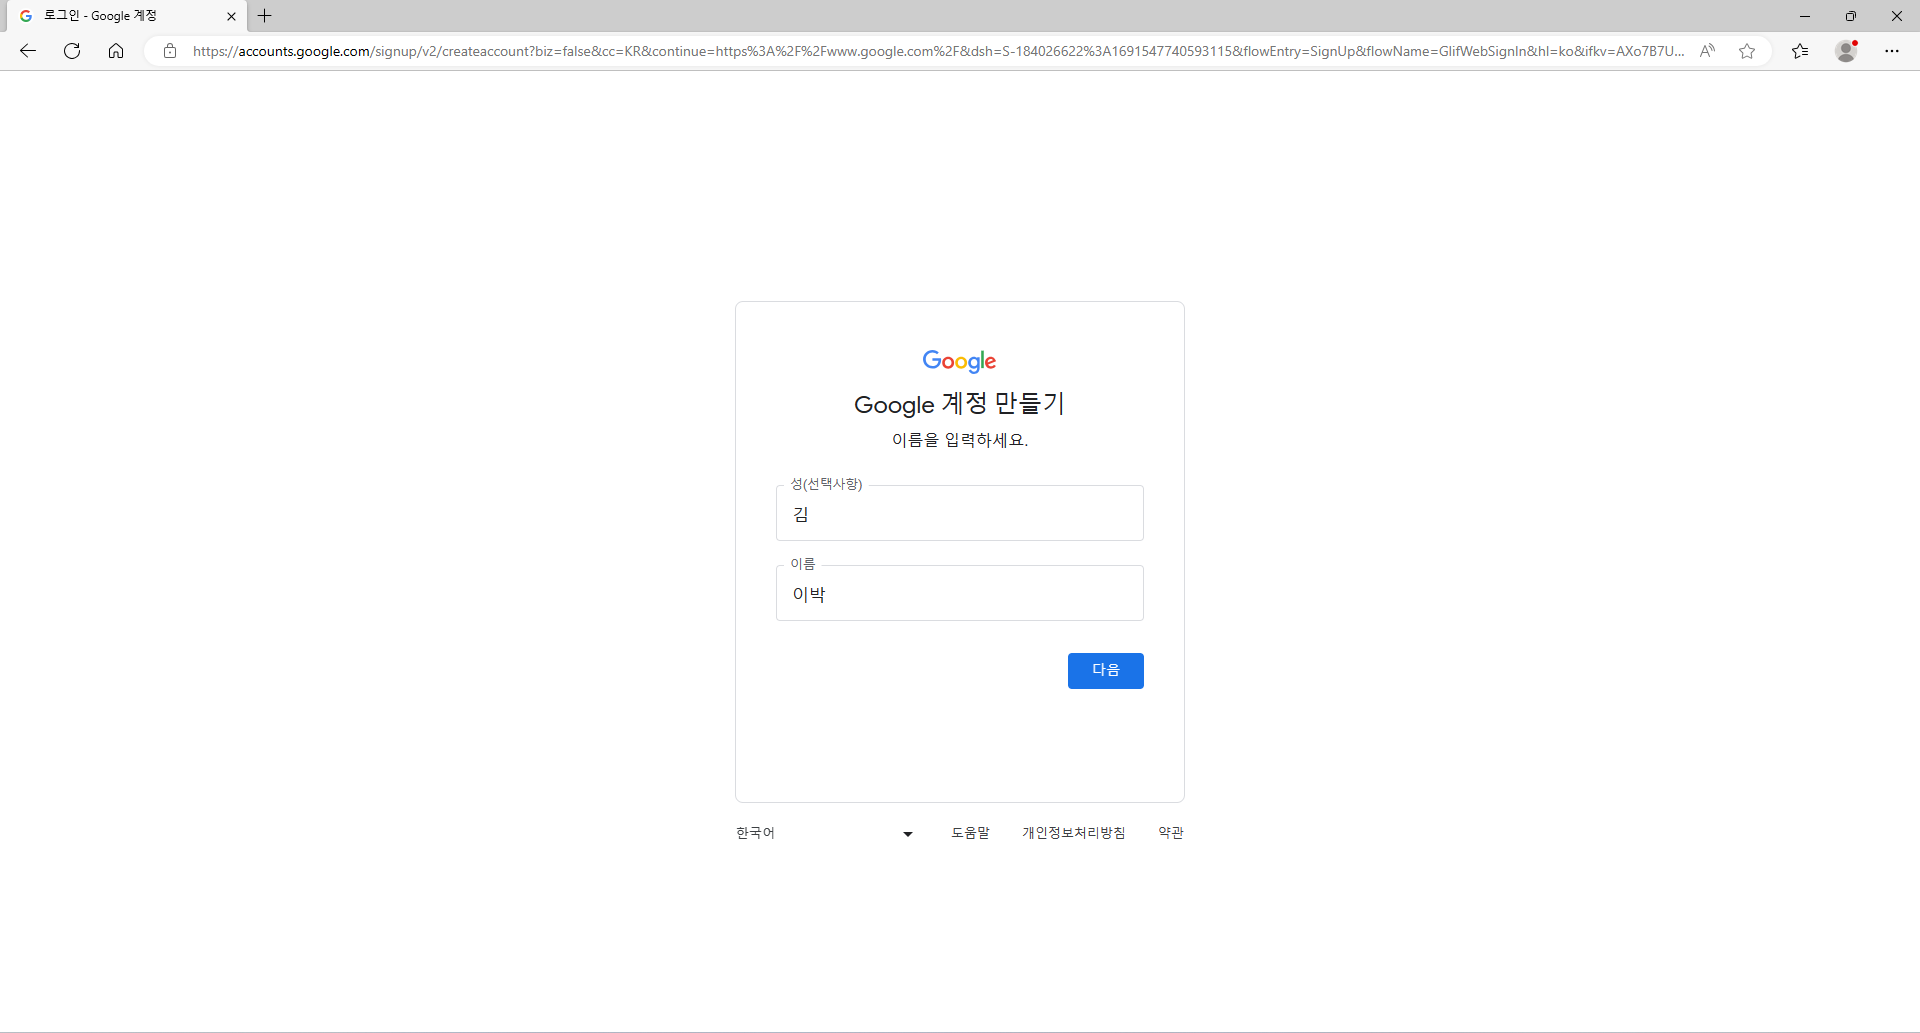 로그인 - Google 계정
https://accounts.google.com/signup/v2/createaccount?biz=false&cc=KR&continue=https%3A%2F%2Fwww.google.com%2F&dsh=S-184026622%3A1691547740593115&flowEntry=SignUp&flowName=GlifWebSignIn&hl=ko&ifkv=AXo7B7U...
Google
Google 계정 만들기
이름을 입력하세요.
성(선택사항)
김
이름
이박
다음
한국어 도움말 개인정보처리방침 약관